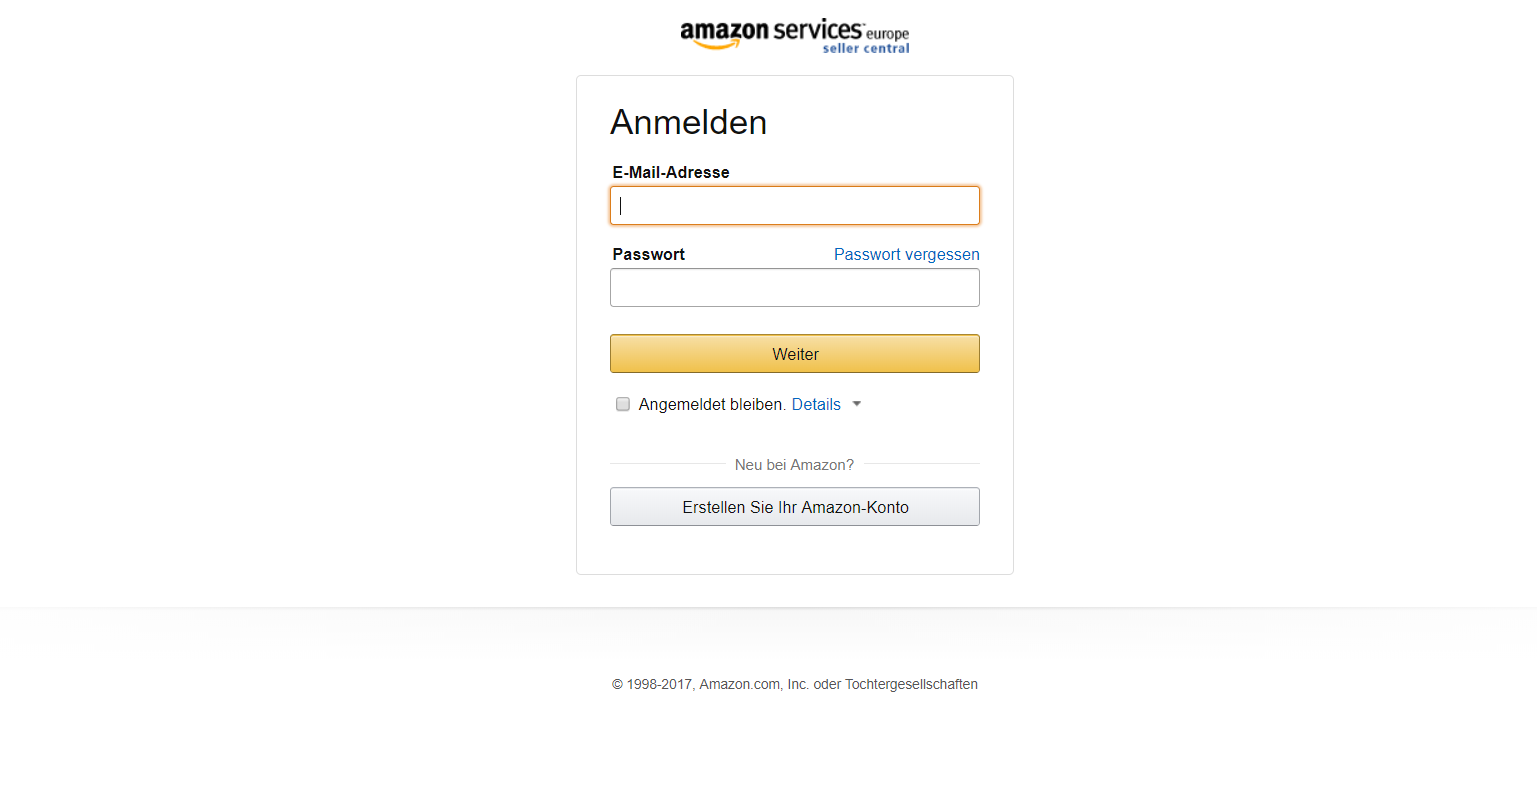 amazon services europe
seller central
Anmelden
E-Mail-Adresse
Passwort Passwort vergessen
Weiter
Angemeldet bleiben. Details
Neu bei Amazon?
Erstellen Sie Ihr Amazon-Konto
© 1998-2017, Amazon.com, Inc. oder Tochtergesellschaften